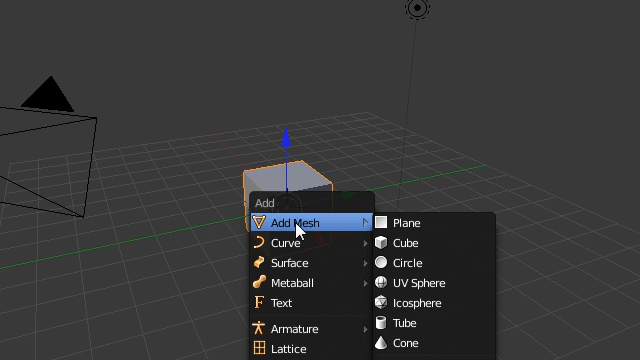 Add
Add Mesh
Curve
Surface
Metaball
Text
Armature
Lattice
Plane
Cube
Circle
UV Sphere
Icosphere
Tube
Cone